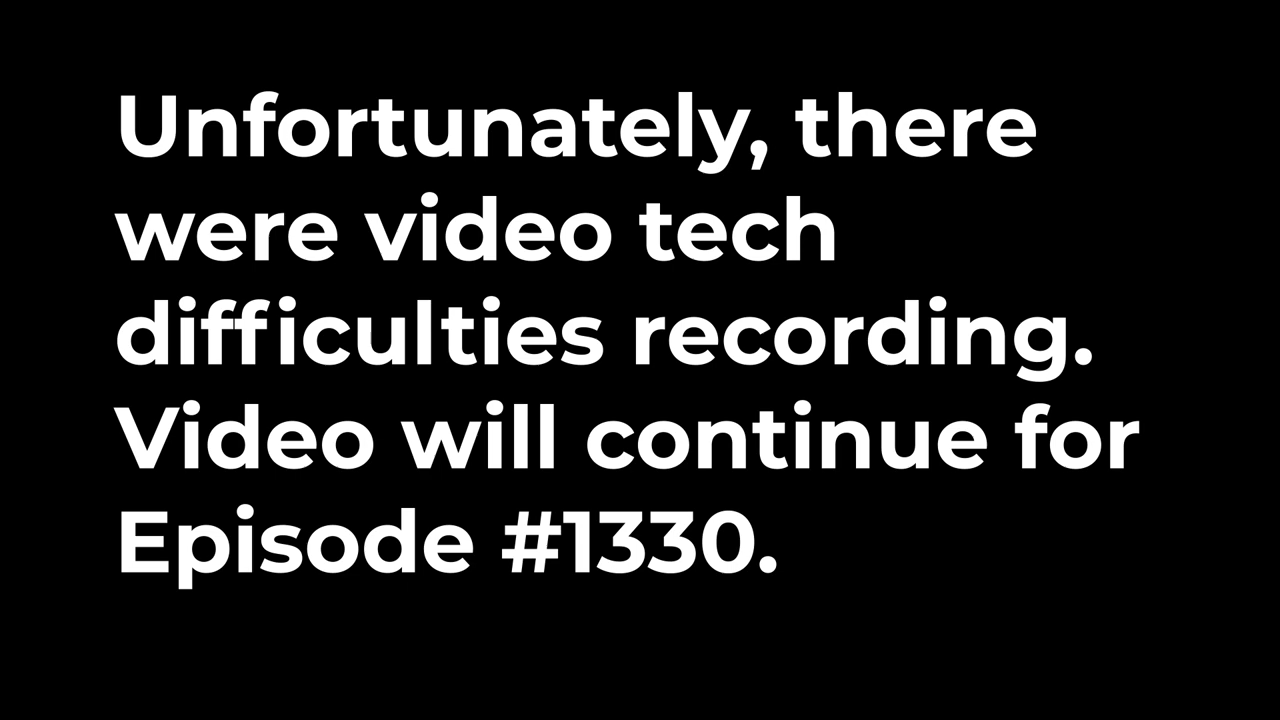 Unfortunately, there
were video tech
difficulties recording.
Video will continue for
Episode #1330.